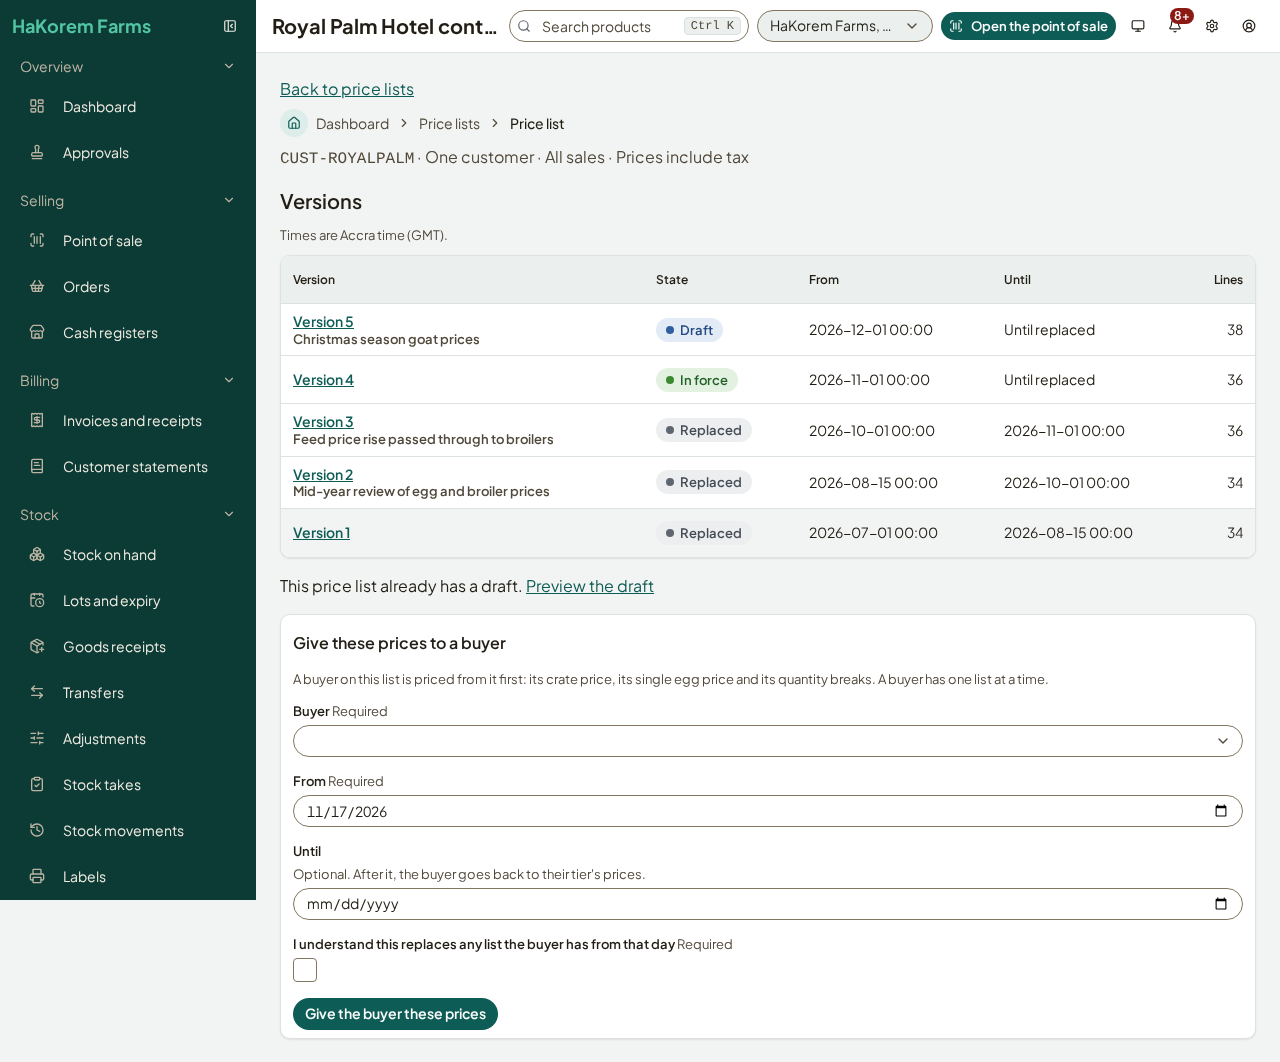 HaKorem Farms
Royal Palm Hotel cont...
Search products
Ctrl K
HaKorem Farms, ...
Open the point of sale
8+
Overview
Dashboard
Approvals
Selling
Point of sale
Orders
Cash registers
Billing
Invoices and receipts
Customer statements
Stock
Stock on hand
Lots and expiry
Goods receipts
Transfers
Adjustments
Stock takes
Stock movements
Labels
Back to price lists
Dashboard > Price lists > Price list
CUST-ROYALPALM · One customer · All sales · Prices include tax
Versions
Times are Accra time (GMT).
Version State From Until Lines
Version 5 Draft 2026-12-01 00:00 Until replaced 38
Christmas season goat prices
Version 4 In force 2026-11-01 00:00 Until replaced 36
Version 3 Replaced 2026-10-01 00:00 2026-11-01 00:00 36
Feed price rise passed through to broilers
Version 2 Replaced 2026-08-15 00:00 2026-10-01 00:00 34
Mid-year review of egg and broiler prices
Version 1 Replaced 2026-07-01 00:00 2026-08-15 00:00 34
This price list already has a draft. Preview the draft
Give these prices to a buyer
A buyer on this list is priced from it first: its crate price, its single egg price and its quantity breaks. A buyer has one list at a time.
Buyer Required
From Required
11/17/2026
Until
Optional. After it, the buyer goes back to their tier's prices.
mm/dd/yyyy
I understand this replaces any list the buyer has from that day Required
Give the buyer these prices